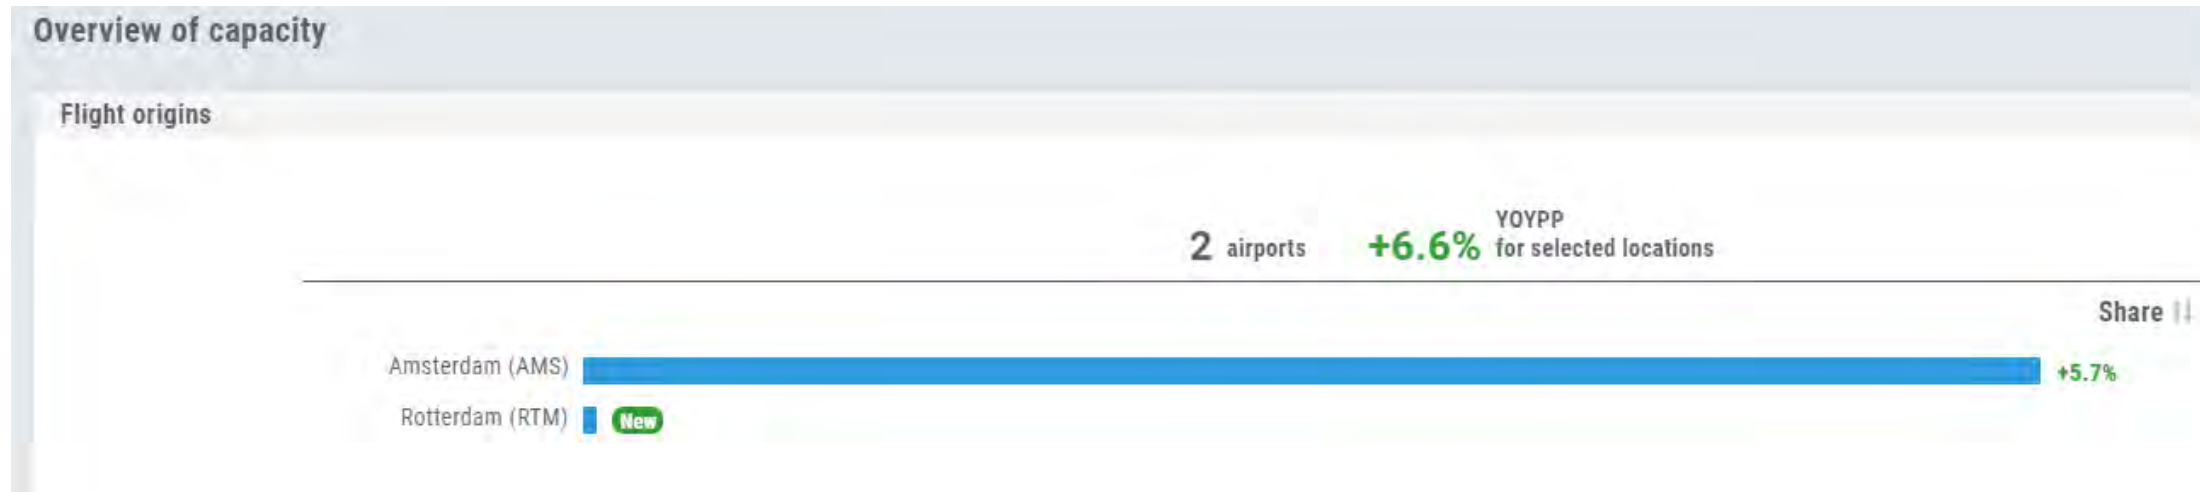 Overview of capacity
Flight origins
2 airports +6.6% YOYPP
for selected locations
Share
Amsterdam (AMS) +5.7%
Rotterdam (RTM) New